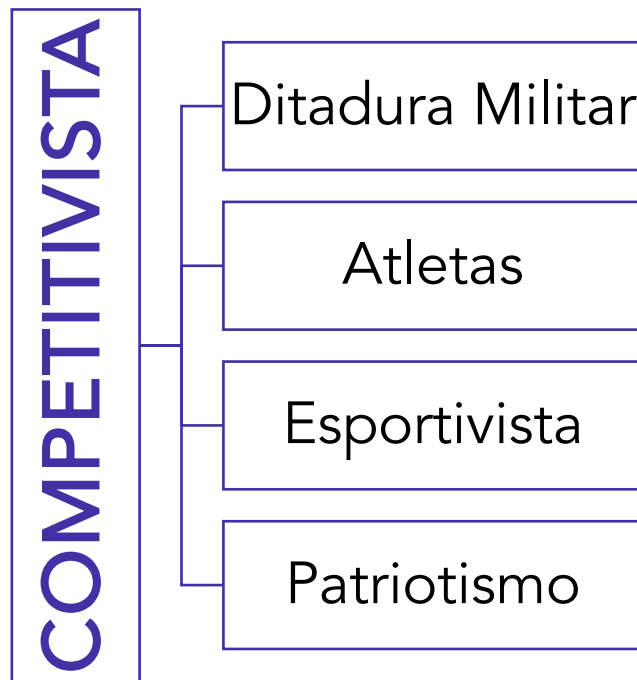 COMPETITIVISTA
Ditadura Militar
Atletas
Esportivista
Patriotismo